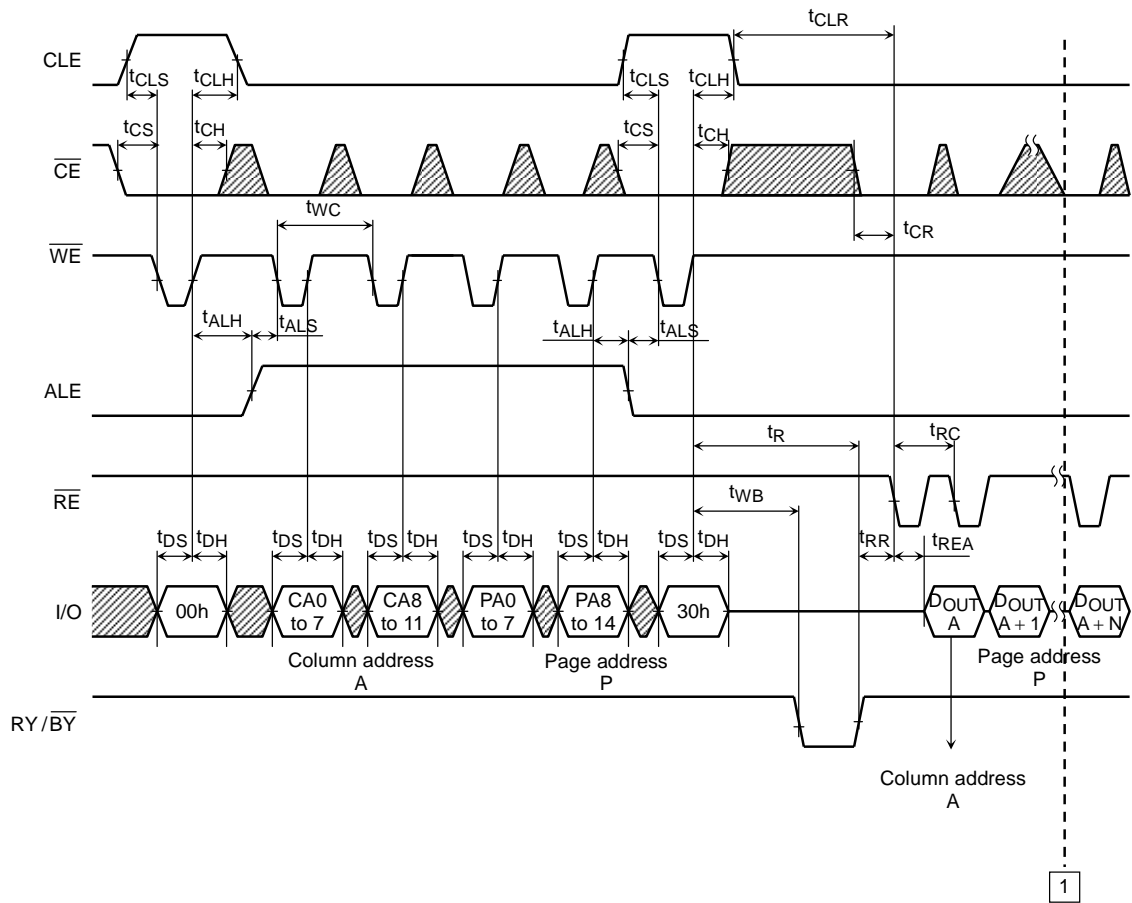 tCLR
CLE
tCLS tCLH tCLS tCLH
tCS tCH tCS tCH
CE
tWC
tCR
WE
tALH tALS tALH tALS
ALE
tR tRC
RE
tWB
tDS tDH tDS tDH tDS tDH tDS tDH tDS tDH tDS tDH tRR tREA
I/O 00h CA0 to 7 CA8 to 11 PA0 to 7 PA8 to 14 30h DOUT A DOUT A + 1 DOUT A + N
Column address A
Page address P
Page address P
RY/BY
Column address A
1